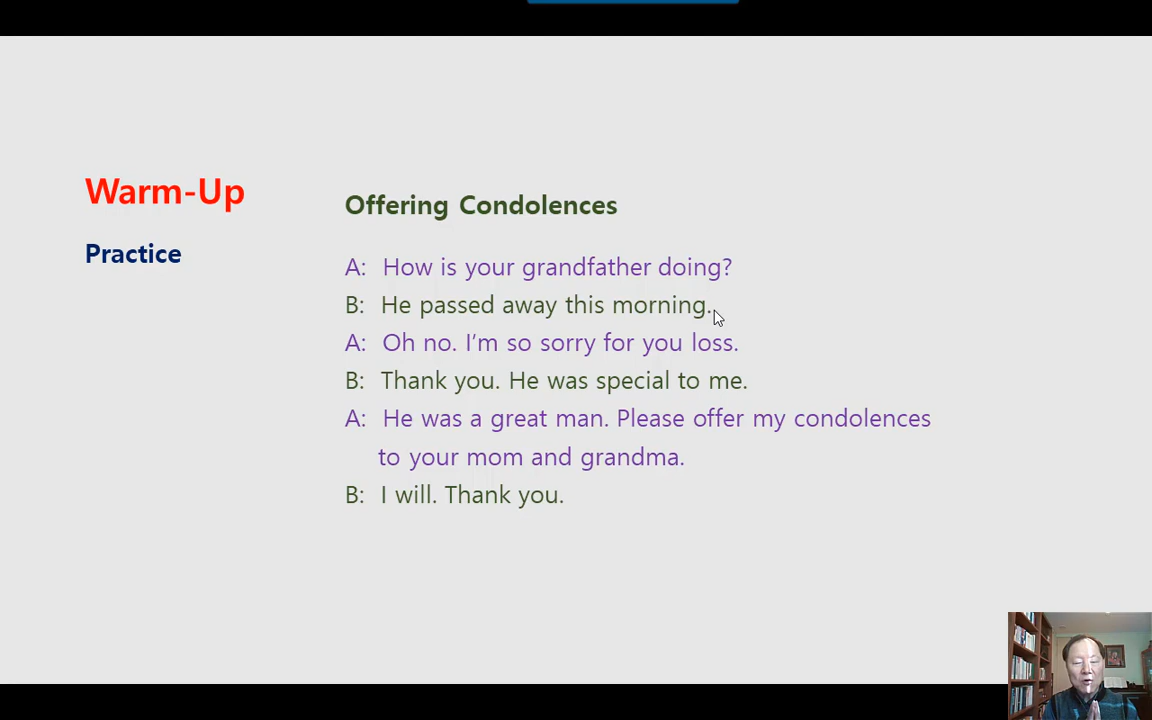 Warm-Up
Practice
Offering Condolences
A: How is your grandfather doing?
B: He passed away this morning.
A: Oh no. I'm so sorry for you loss.
B: Thank you. He was special to me.
A: He was a great man. Please offer my condolences
to your mom and grandma.
B: I will. Thank you.